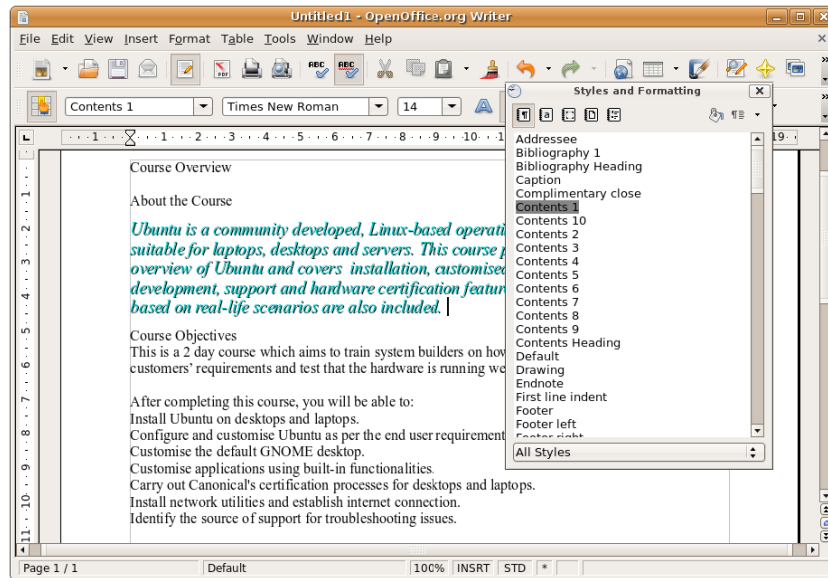 Untitled1 - OpenOffice.org Writer
File Edit View Insert Format Table Tools Window Help
Contents 1 Times New Roman 14
Styles and Formatting
Addressee
Bibliography 1
Bibliography Heading
Caption
Complimentary close
Contents 1
Contents 10
Contents 2
Contents 3
Contents 4
Contents 5
Contents 6
Contents 7
Contents 8
Contents 9
Contents Heading
Default
Drawing
Endnote
First line indent
Footer
Footer left
Footer right
All Styles
Course Overview
About the Course
Ubuntu is a community developed, Linux-based operati
suitable for laptops, desktops and servers. This course p
overview of Ubuntu and covers installation, customised
development, support and hardware certification featur
based on real-life scenarios are also included.
Course Objectives
This is a 2 day course which aims to train system builders on how
customers' requirements and test that the hardware is running we
After completing this course, you will be able to:
Install Ubuntu on desktops and laptops.
Configure and customise Ubuntu as per the end user requirement
Customise the default GNOME desktop.
Customise applications using built-in functionalities.
Carry out Canonical's certification processes for desktops and laptops.
Install network utilities and establish internet connection.
Identify the source of support for troubleshooting issues.
Page 1 / 1 Default 100% INSRT STD *